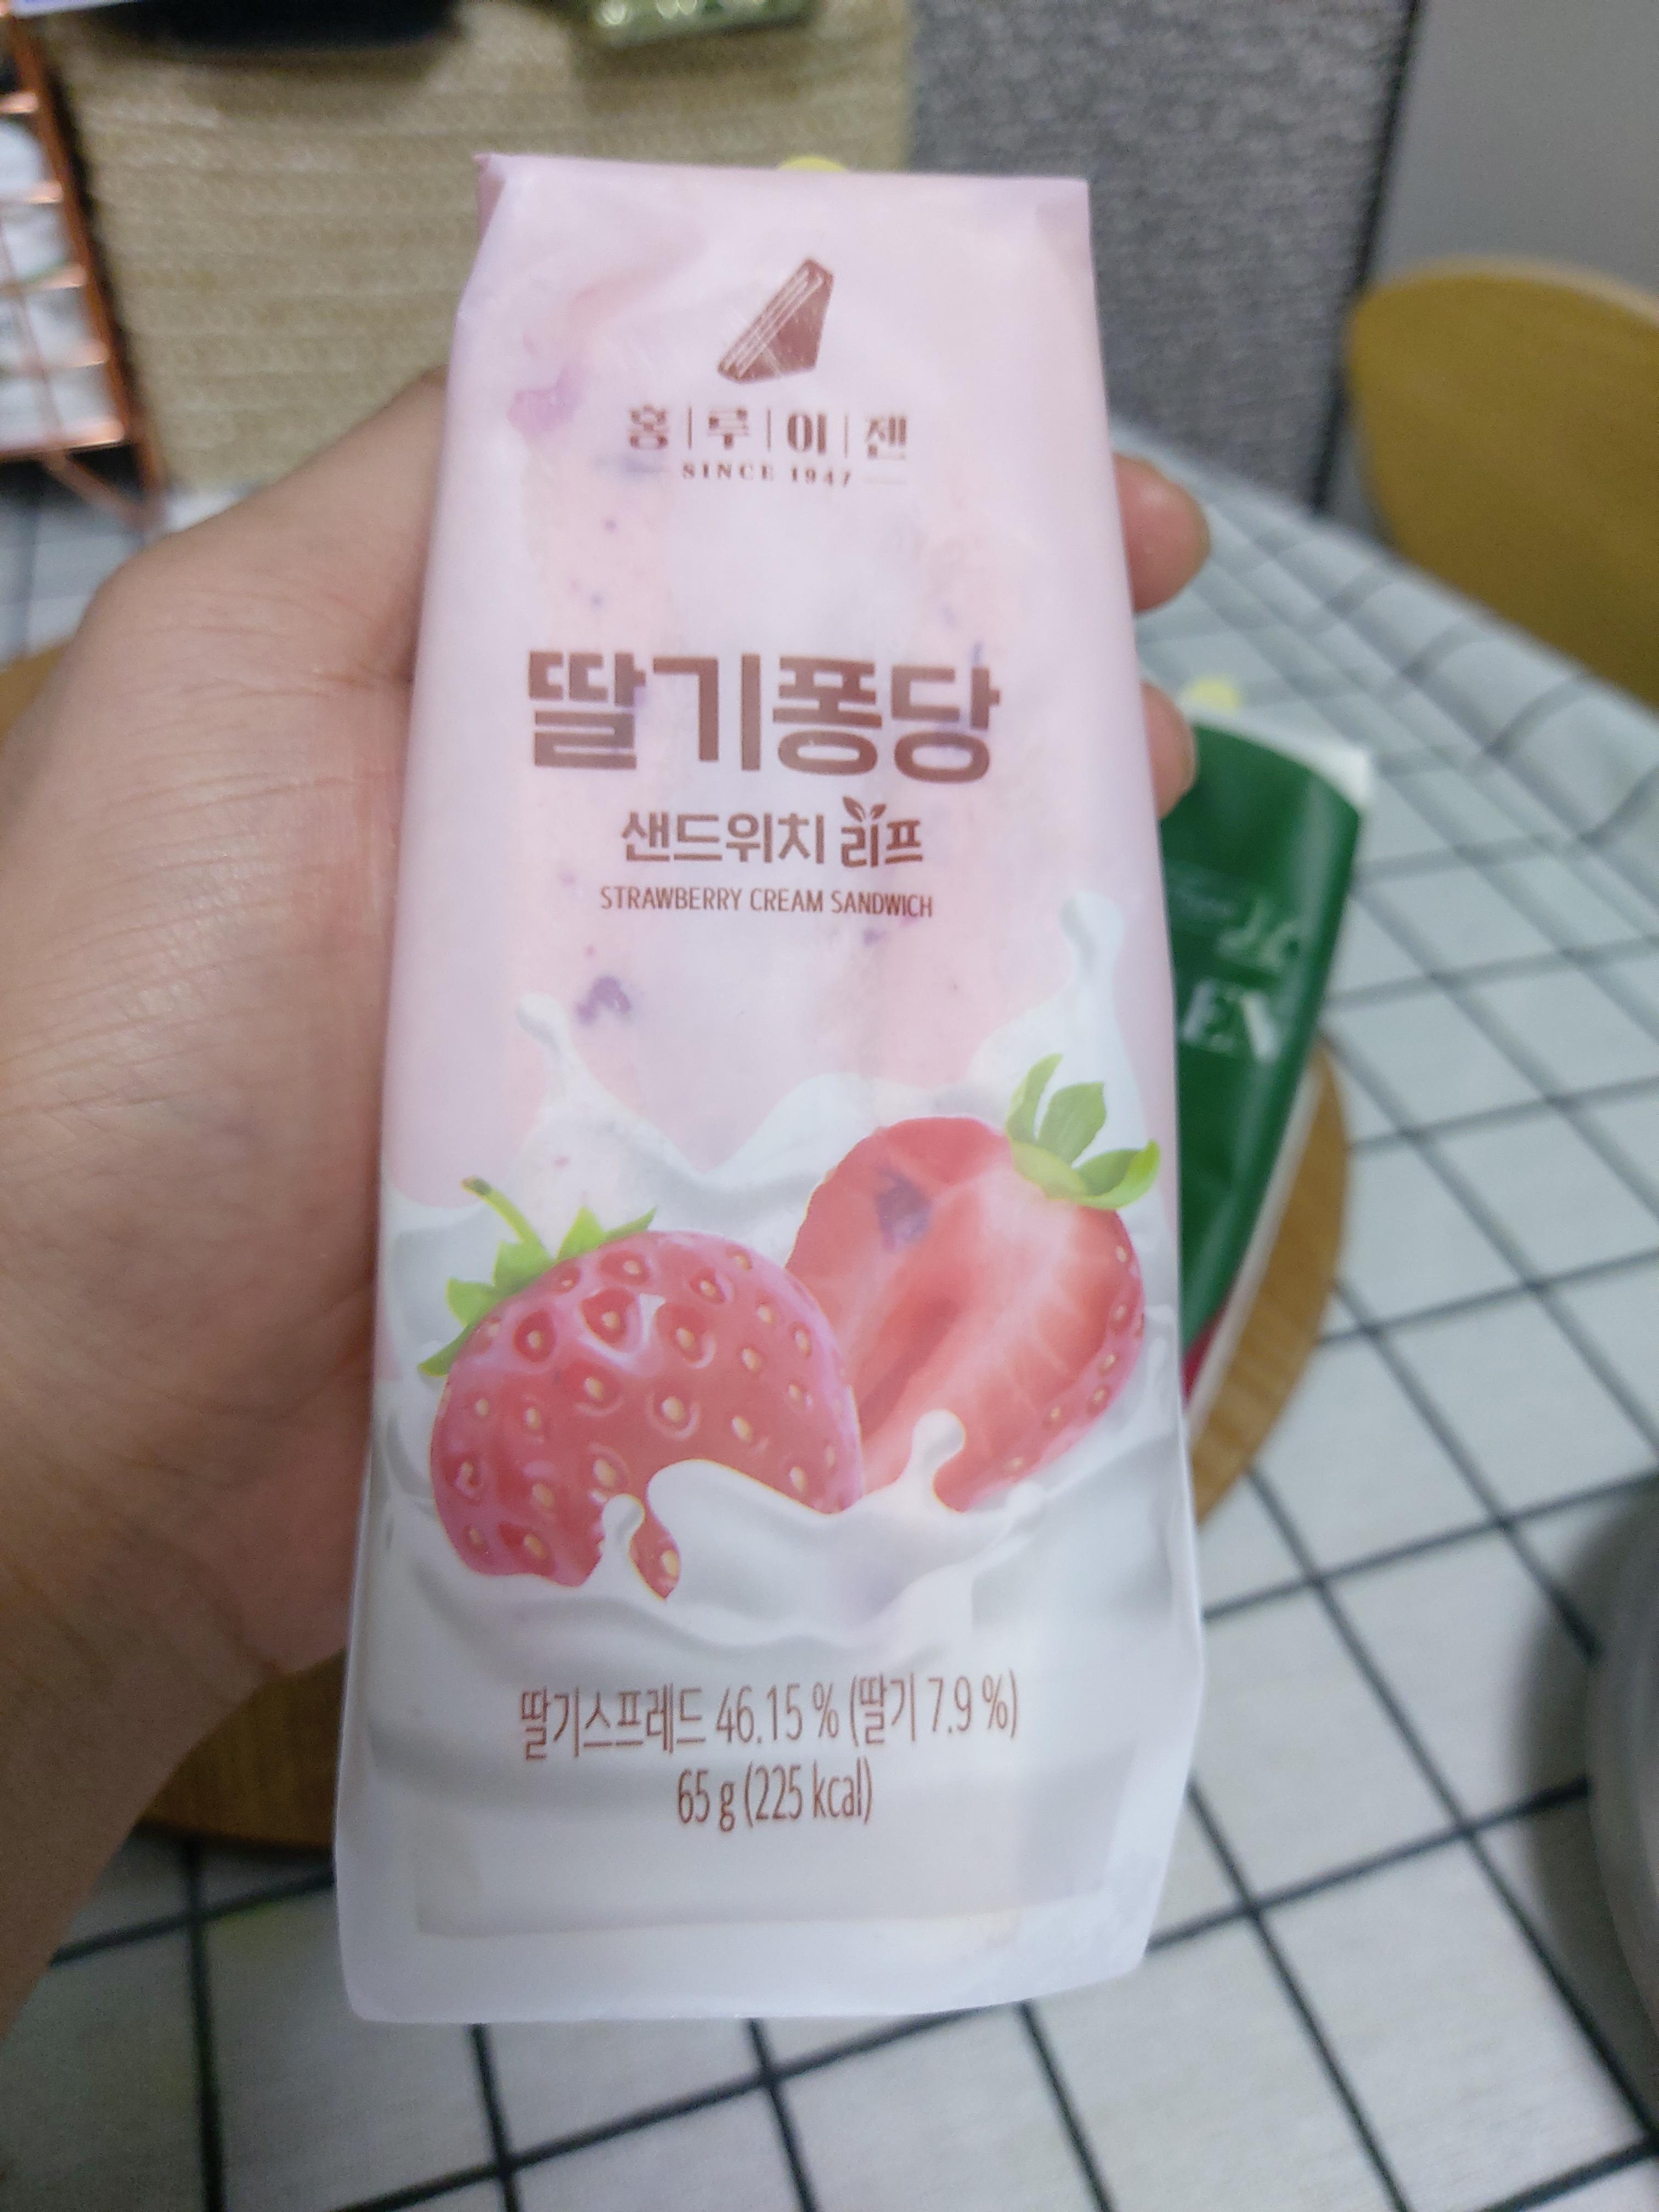 홍|루|이|젠
SINCE 1947
딸기퐁당
샌드위치 리프
STRAWBERRY CREAM SANDWICH
딸기스프레드 46.15 % (딸기 7.9 %)
65 g (225 kcal)